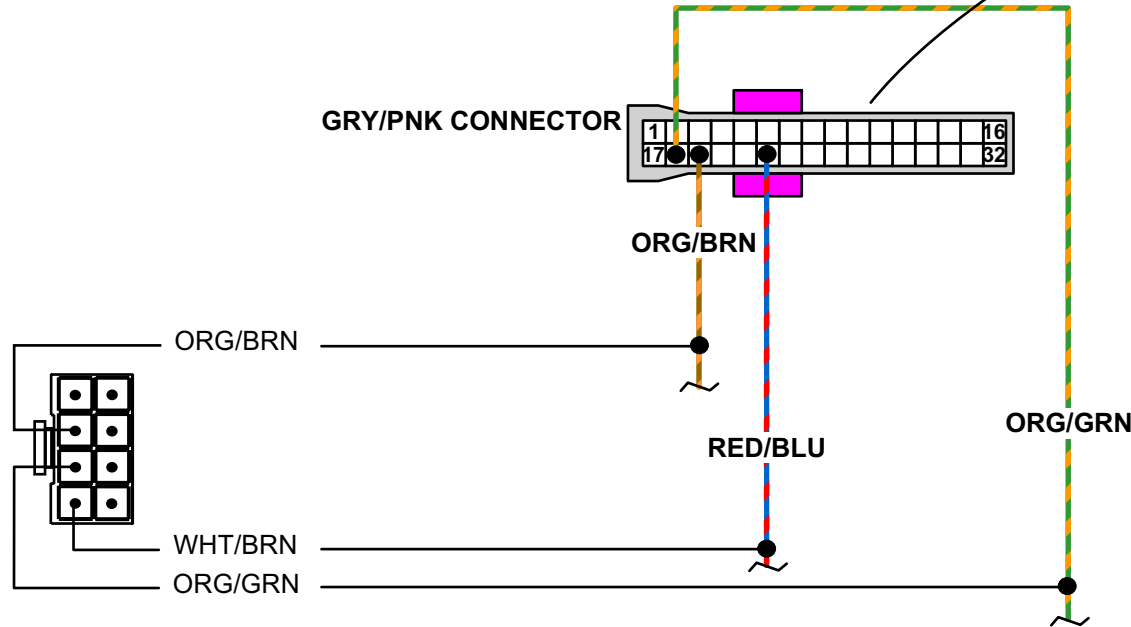 GRY/PNK CONNECTOR
1 16
17 32
ORG/BRN
ORG/BRN
ORG/GRN
RED/BLU
WHT/BRN
ORG/GRN